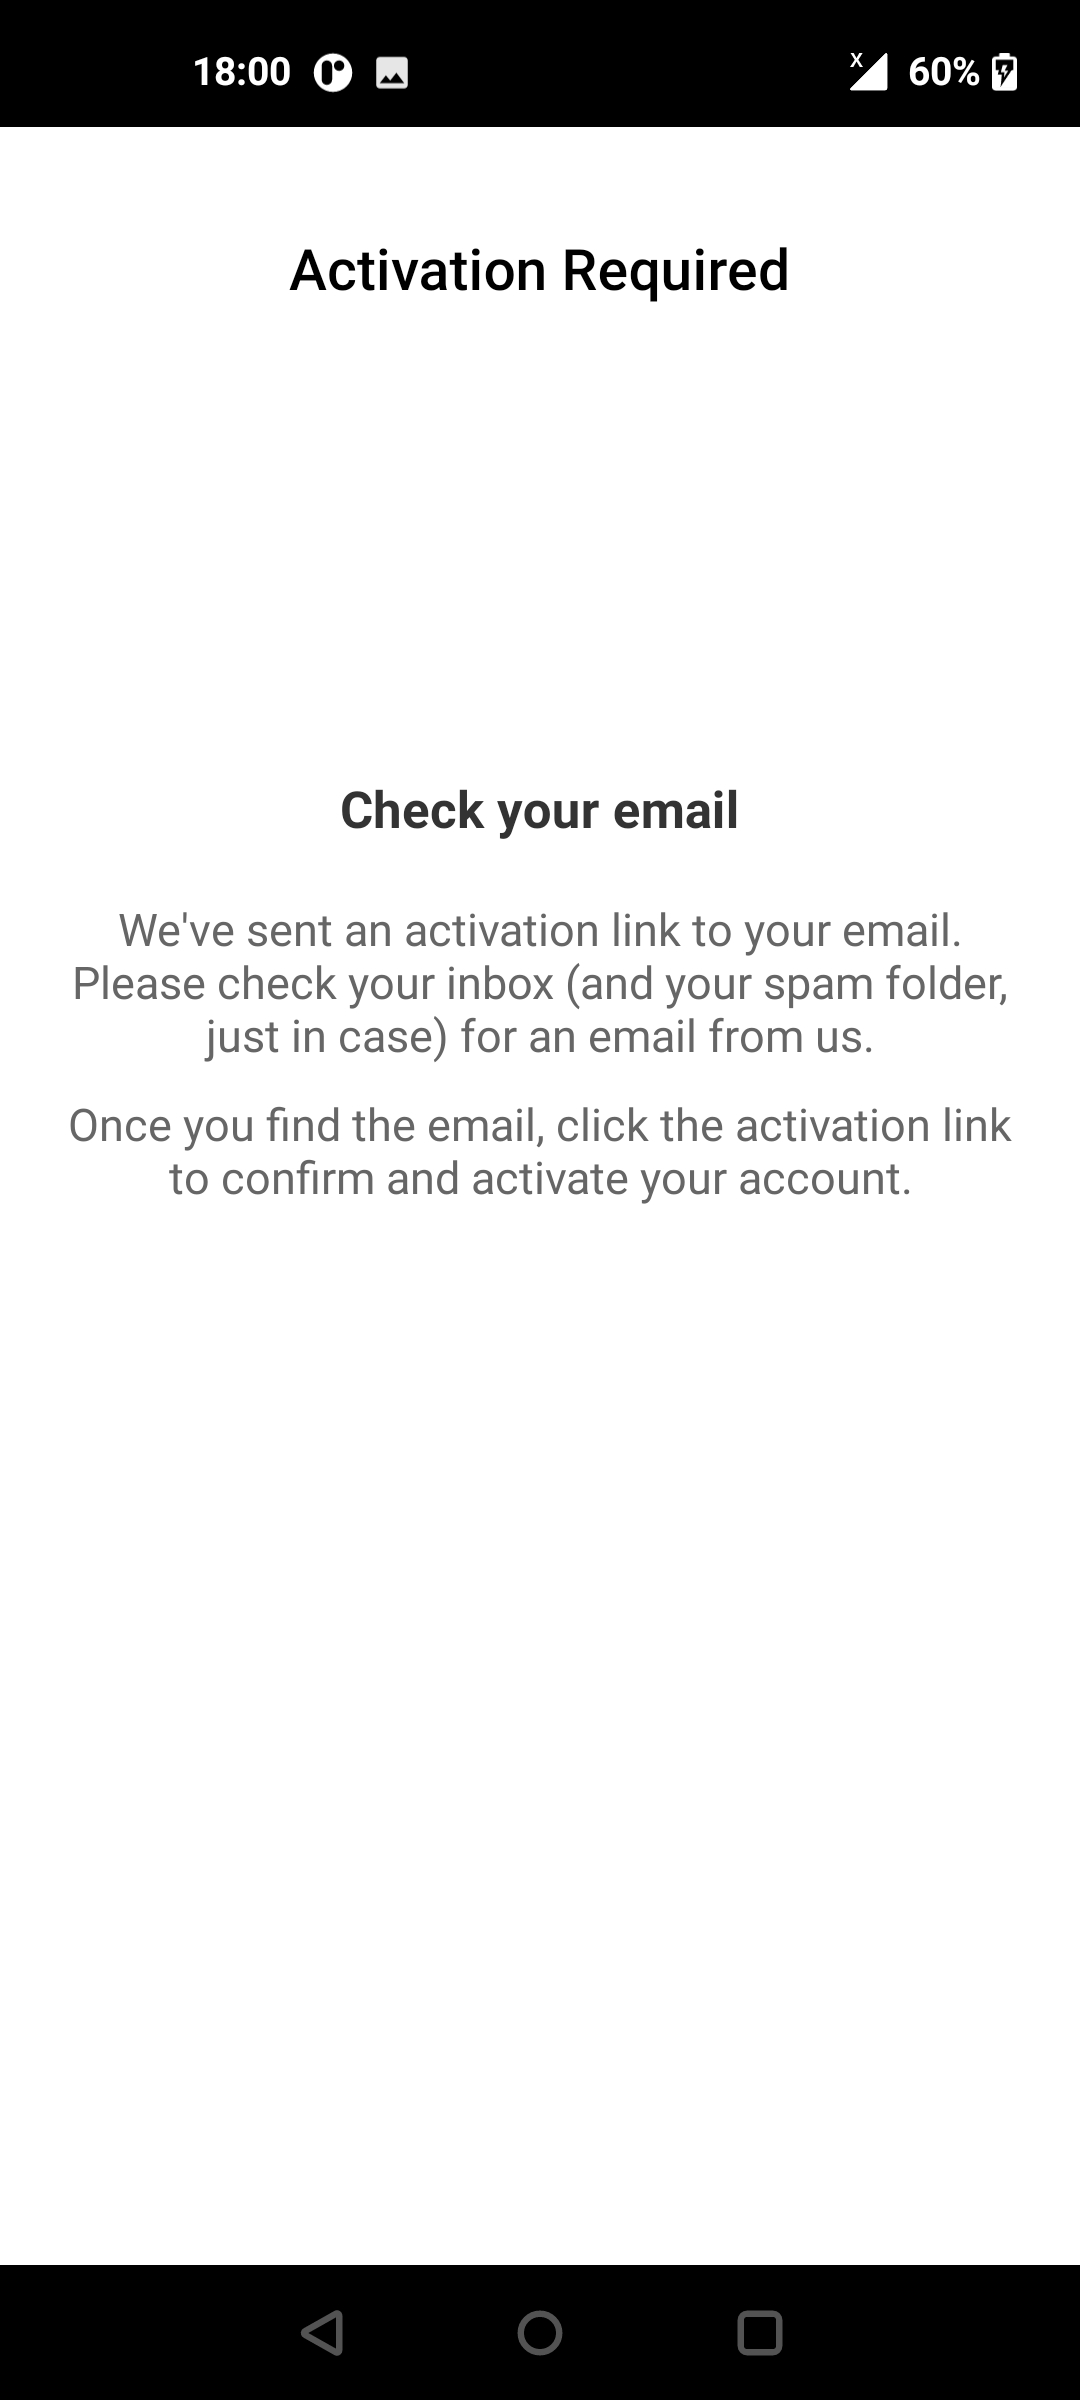 18:00
60%
Activation Required
Check your email
We've sent an activation link to your email.
Please check your inbox (and your spam folder,
just in case) for an email from us.
Once you find the email, click the activation link
to confirm and activate your account.